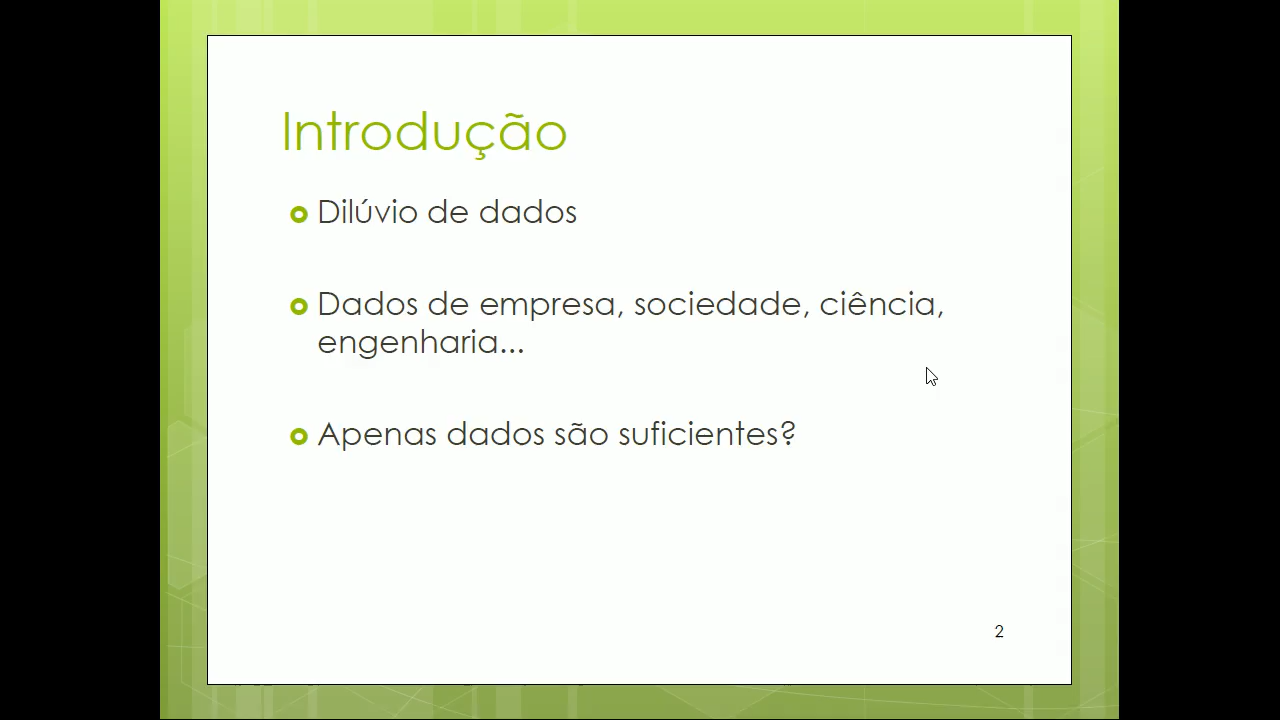 Introdução
Dilúvio de dados
Dados de empresa, sociedade, ciência,
engenharia...
Apenas dados são suficientes?
2